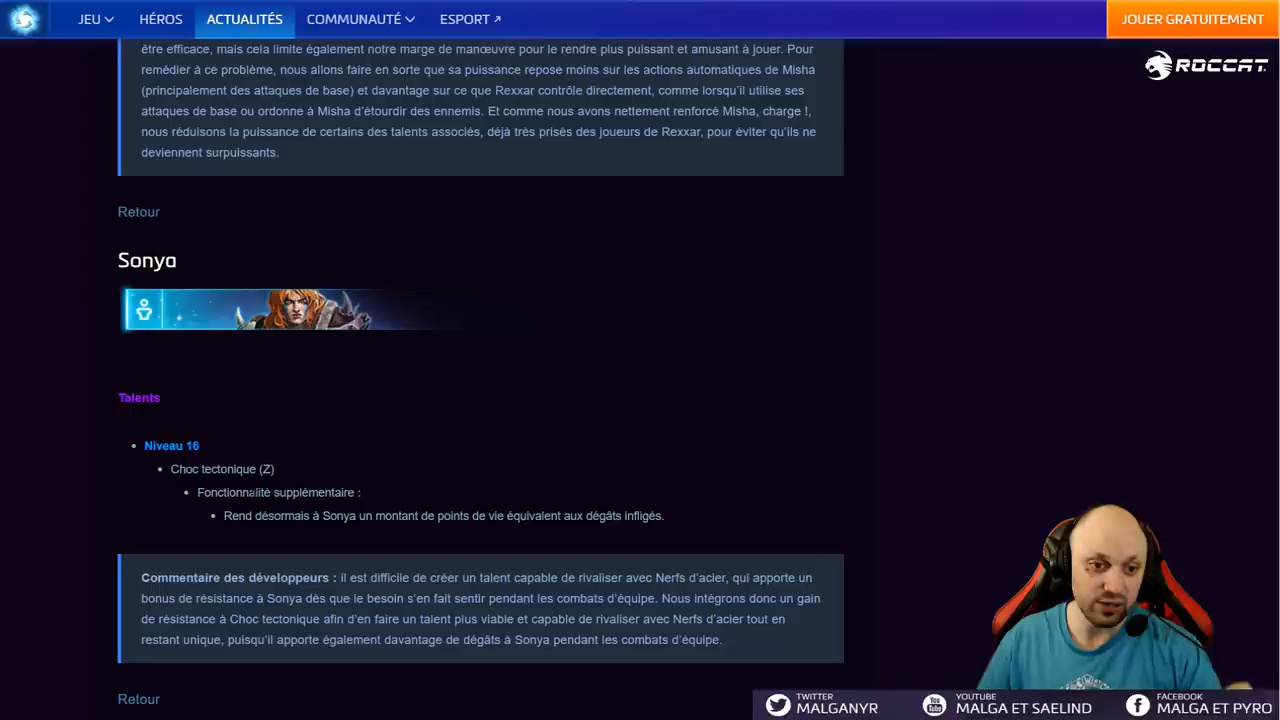 JEU
HÉROS
ACTUALITÉS
COMMUNAUTÉ
ESPORT
JOUER GRATUITEMENT
ROCCAT
être efficace, mais cela limite également notre marge de manœuvre pour le rendre plus puissant et amusant à jouer. Pour
remédier à ce problème, nous allons faire en sorte que sa puissance repose moins sur les actions automatiques de Misha
(principalement des attaques de base) et davantage sur ce que Rexxar contrôle directement, comme lorsqu'il utilise ses
attaques de base ou ordonne à Misha d'étourdir des ennemis. Et comme nous avons nettement renforcé Misha, charge !,
nous réduisons la puissance de certains des talents associés, déjà très prisés des joueurs de Rexxar, pour éviter qu'ils ne
deviennent surpuissants.
Retour
Sonya
Talents
• Niveau 16
• Choc tectonique (Z)
• Fonctionnalité supplémentaire :
• Rend désormais à Sonya un montant de points de vie équivalent aux dégâts infligés.
Commentaire des développeurs : il est difficile de créer un talent capable de rivaliser avec Nerfs d'acier, qui apporte un
bonus de résistance à Sonya dès que le besoin s'en fait sentir pendant les combats d'équipe. Nous intégrons donc un gain
de résistance à Choc tectonique afin d'en faire un talent plus viable et capable de rivaliser avec Nerfs d'acier tout en
restant unique, puisqu'il apporte également davantage de dégâts à Sonya pendant les combats d'équipe.
Retour
TWITTER
MALGANYR
YOUTUBE
MALGA ET SAELIND
FACEBOOK
MALGA ET PYRO